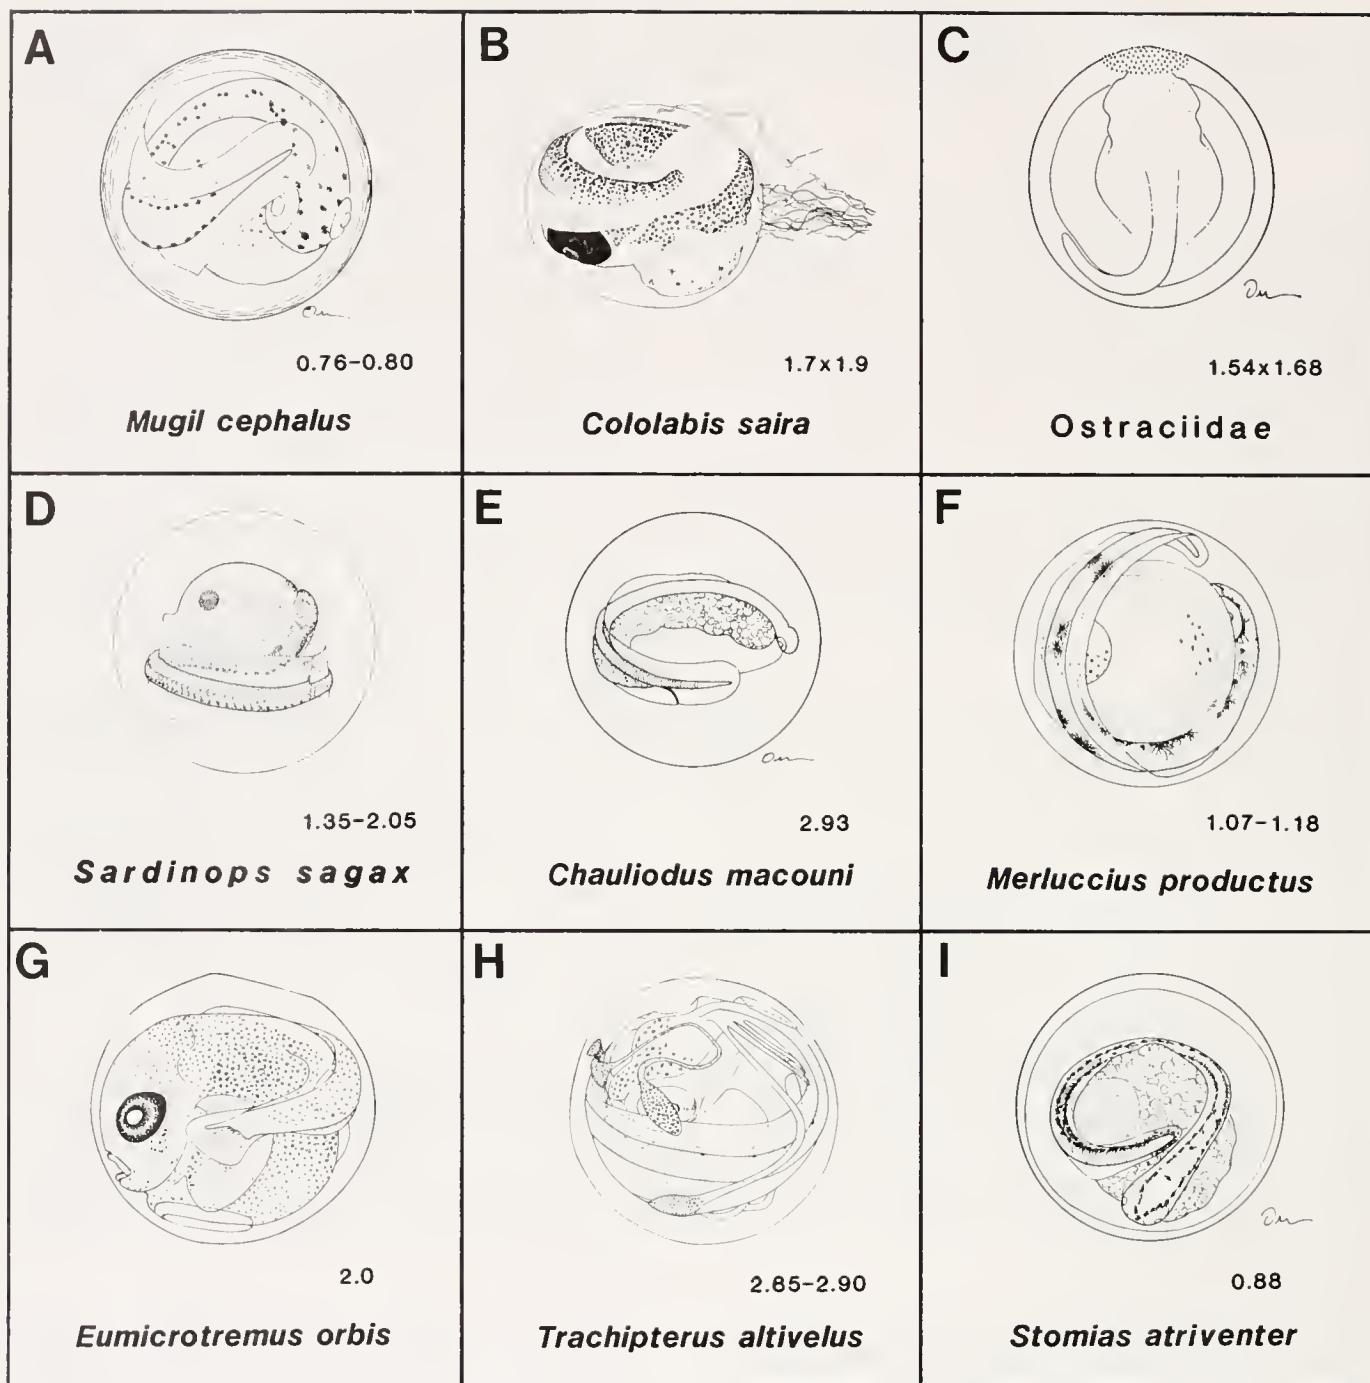 A
0.76-0.80
Mugil cephalus
B
1.7x1.9
Cololabis saira
C
1.54x1.68
Ostraciidae
D
1.35-2.05
Sardinops sagax
E
2.93
Chauliodus macouni
F
1.07-1.18
Merluccius productus
G
2.0
Eumicrotremus orbis
H
2.85-2.90
Trachipterus altivelus
I
0.88
Stomias atriventer